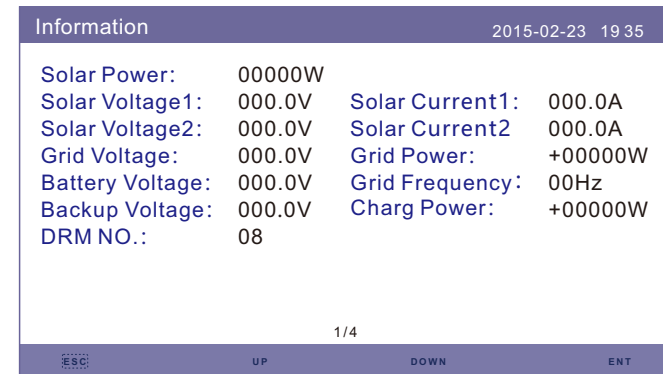 Information 2015-02-23 19 35
Solar Power: 00000W
Solar Voltage1: 000.0V Solar Current1: 000.0A
Solar Voltage2: 000.0V Solar Current2 000.0A
Grid Voltage: 000.0V Grid Power: +00000W
Battery Voltage: 000.0V Grid Frequency: 00Hz
Backup Voltage: 000.0V Charg Power: +00000W
DRM NO.: 08
1/4
ESC UP DOWN ENT